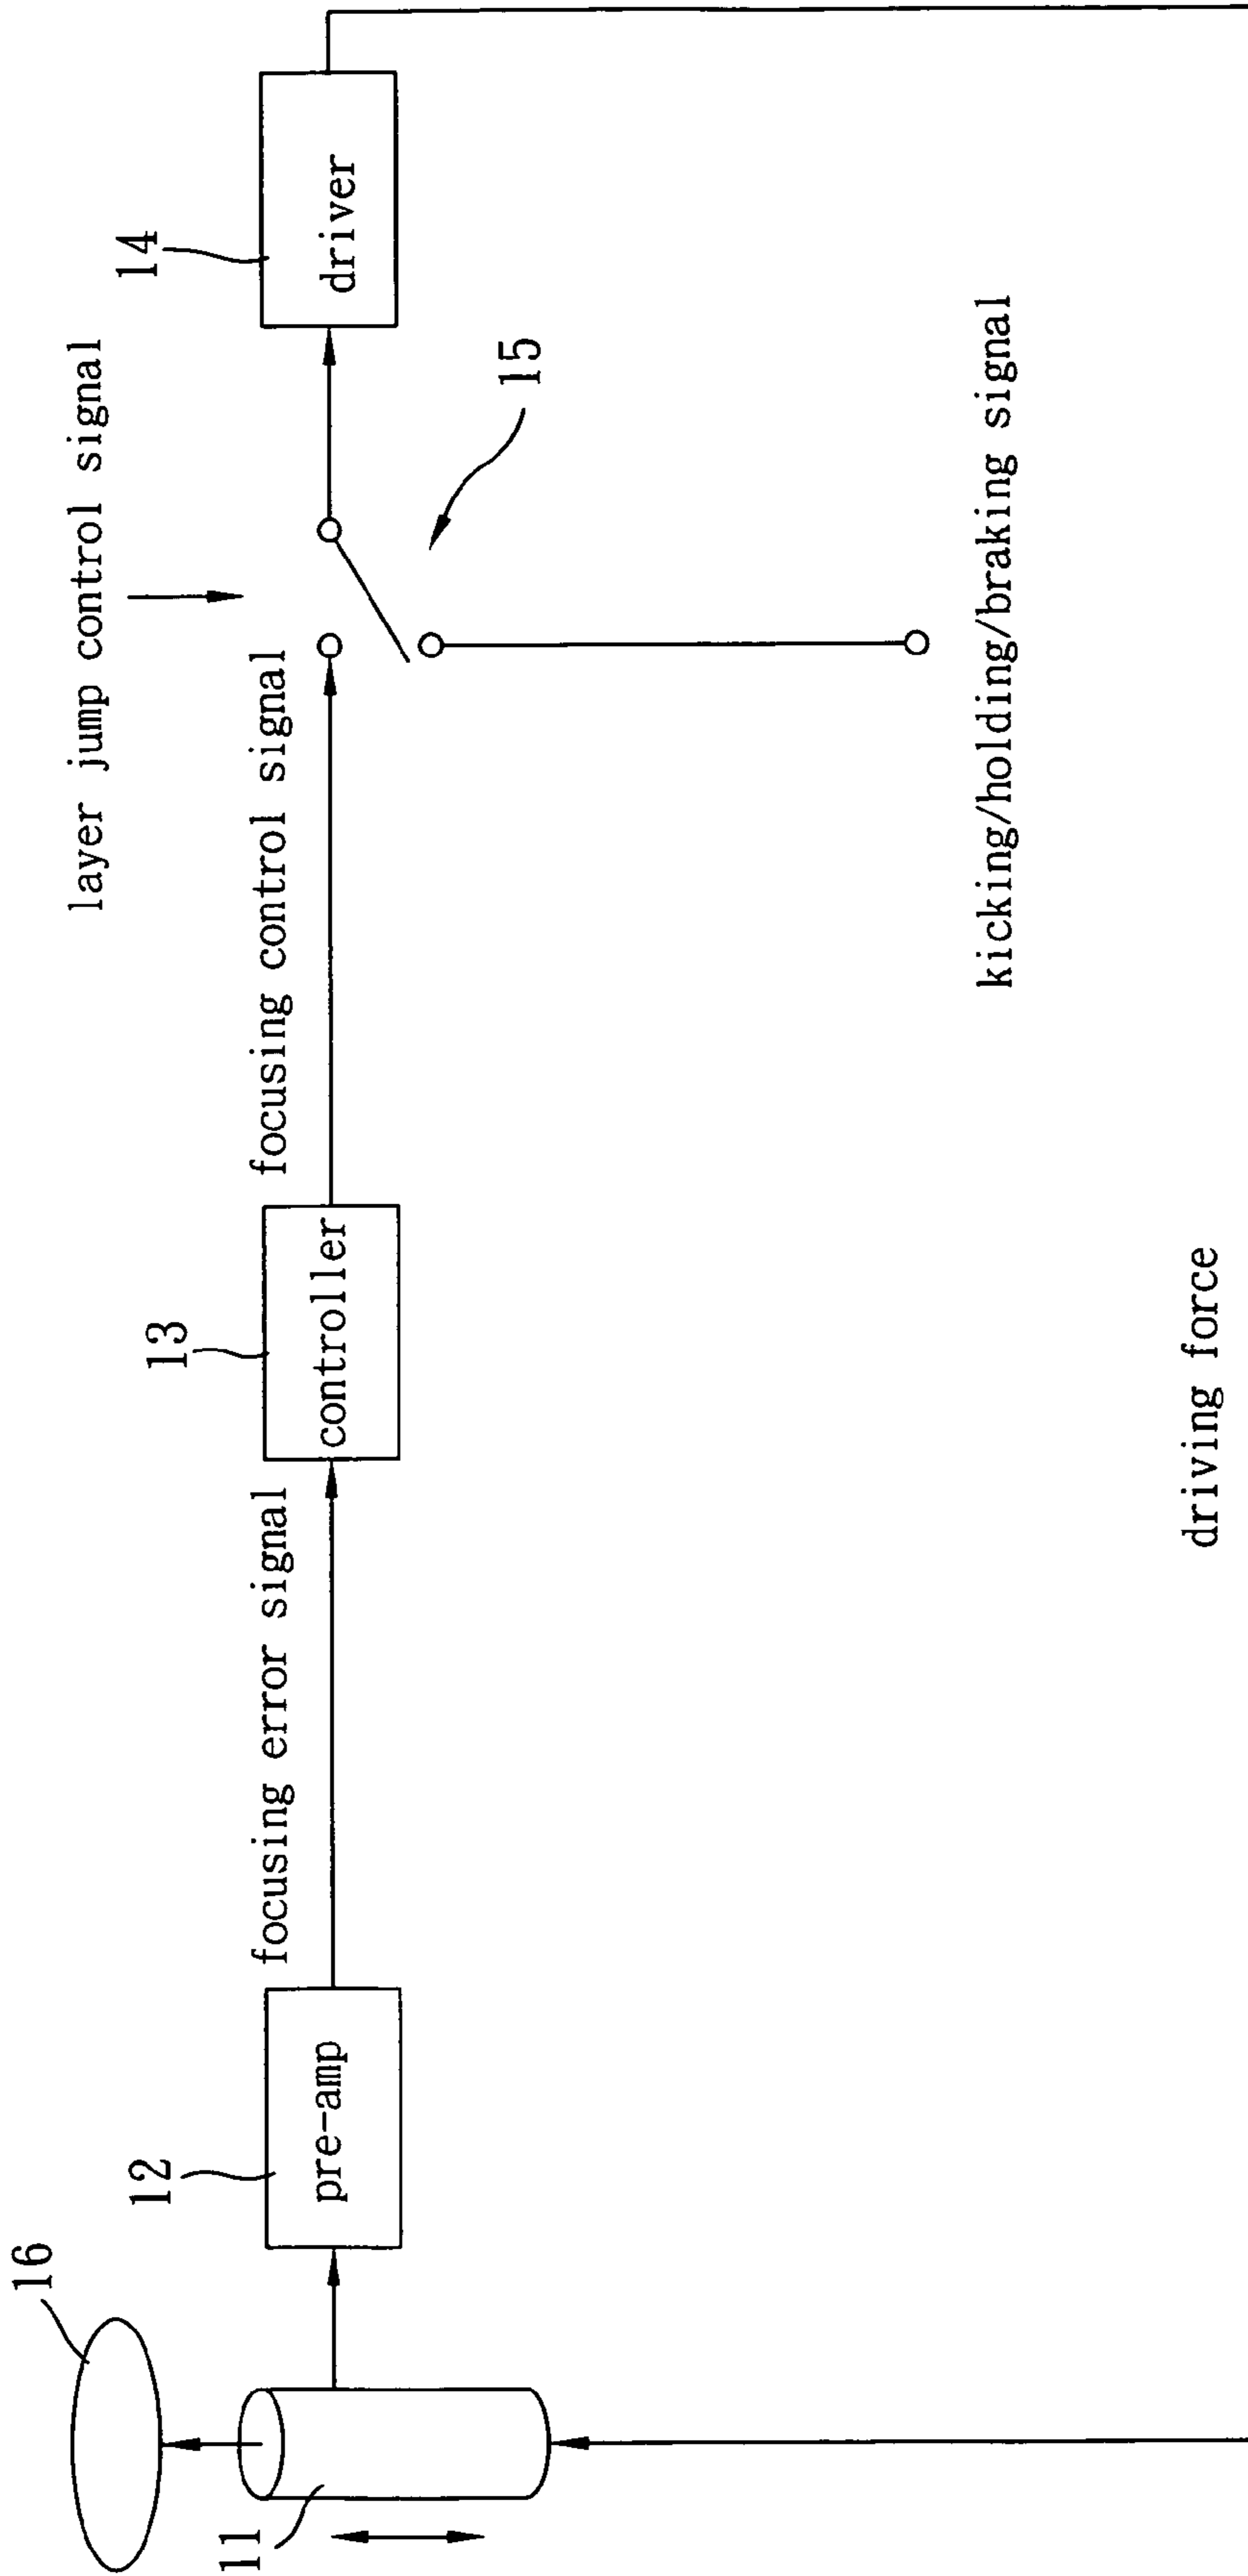 16
11
12
pre-amp
focusing error signal
13
controller
focusing control signal
layer jump control signal
15
14
driver
kicking/holding/braking signal
driving force